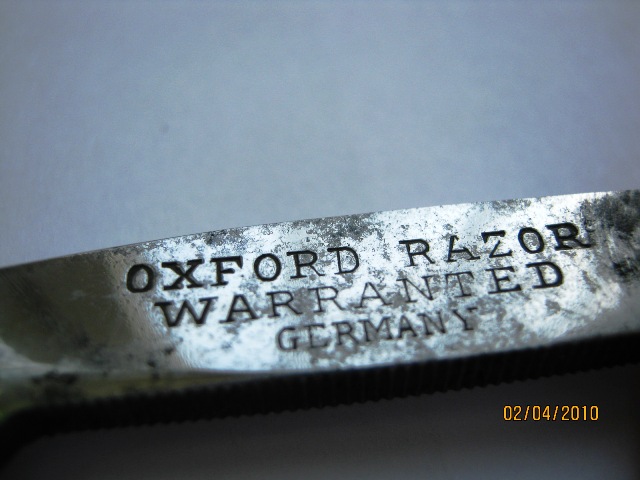 OXFORD RAZOR
WARRANTED
GERMANY
02/04/2010